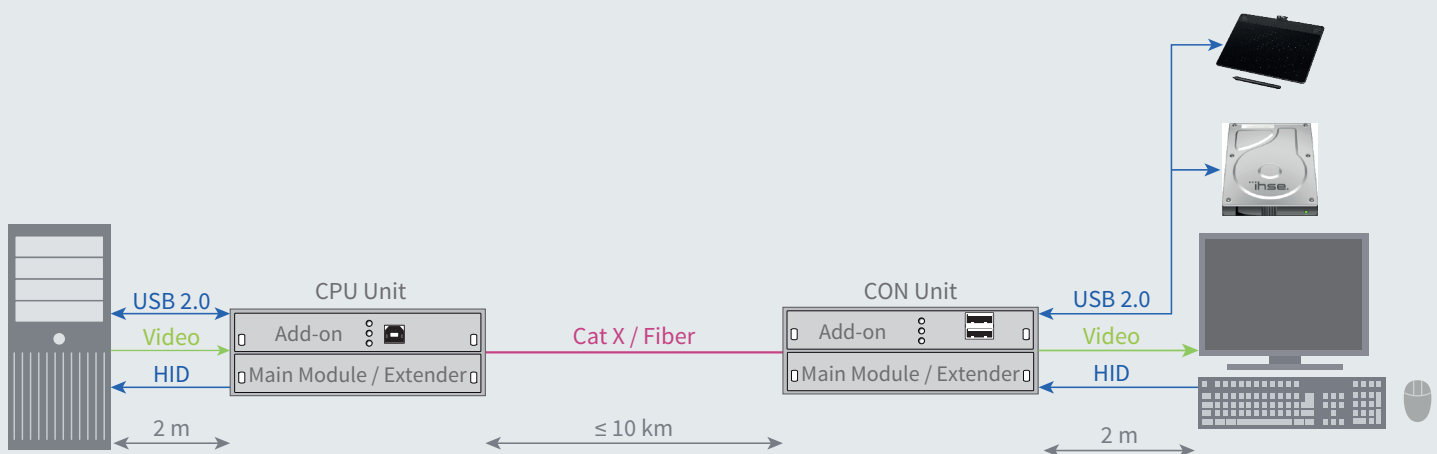 ihse.
CPU Unit
CON Unit
USB 2.0
USB 2.0
Add-on
Add-on
Video
Cat X / Fiber
Video
HID
Main Module / Extender
Main Module / Extender
HID
2 m
≤ 10 km
2 m